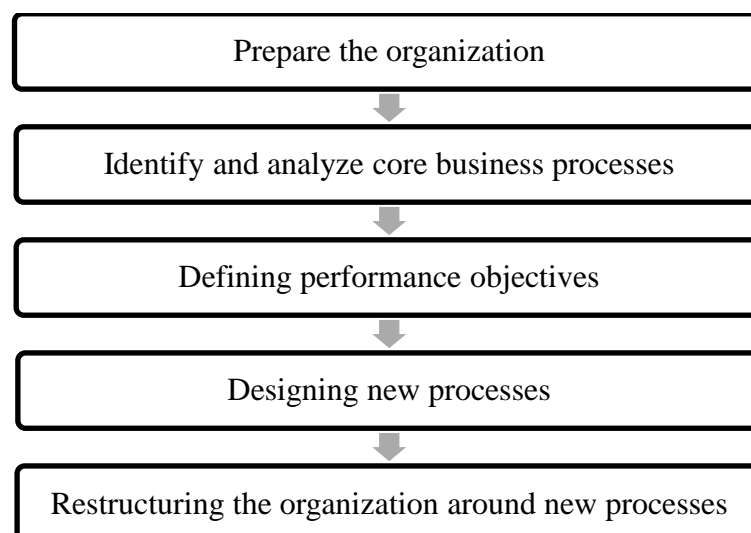 Prepare the organization
Identify and analyze core business processes
Defining performance objectives
Designing new processes
Restructuring the organization around new processes